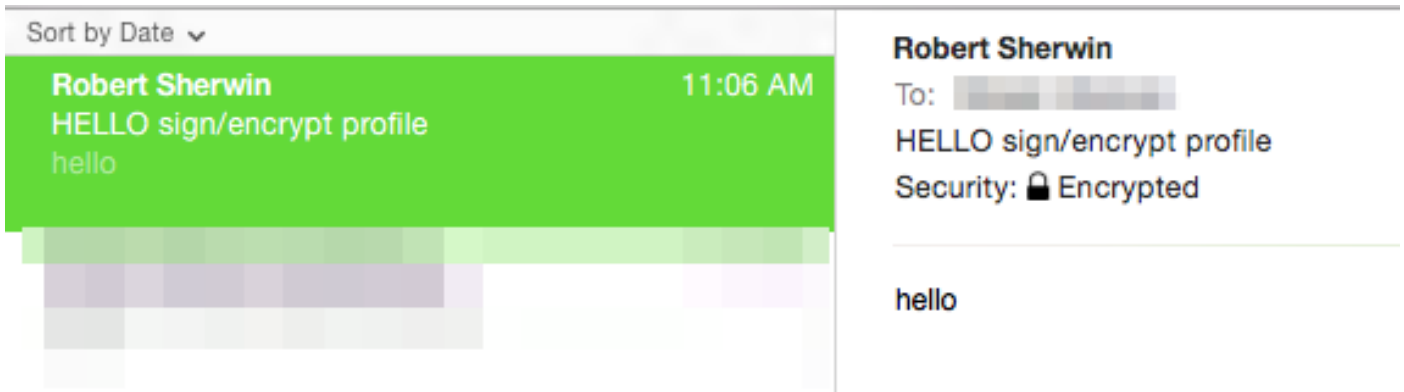 Sort by Date
Robert Sherwin 11:06 AM
HELLO sign/encrypt profile
hello
Robert Sherwin
To:
HELLO sign/encrypt profile
Security: Encrypted
hello